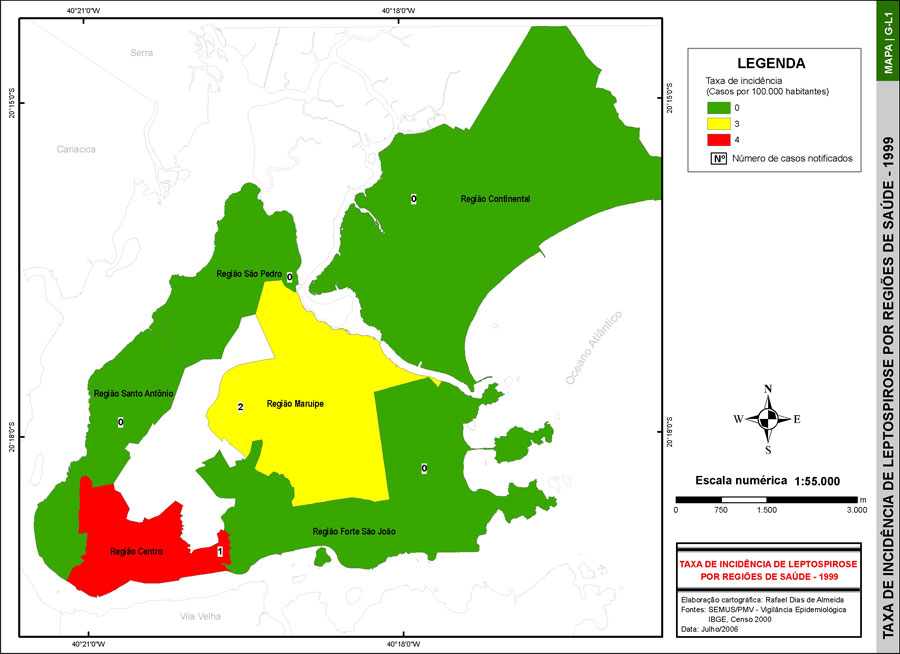 40°21'0"W
40°18'0"W
MAPA | G-L1
TAXA DE INCIDÊNCIA DE LEPTOSPIROSE POR REGIÕES DE SAÚDE - 1999
20°15'0"S
20°15'0"S
Serra
Cariacica
LEGENDA
Taxa de incidência
(Casos por 100.000 habitantes)
0
3
4
Nº Número de casos notificados
0
Região Continental
Região São Pedro
0
Oceano Atlântico
Região Santo Antônio
0
2
Região Maruípe
0
20°18'0"S
20°18'0"S
N
W
E
S
Escala numérica 1:55.000
m
0 750 1.500 3.000
Região Forte São João
Região Centro
1
Vila Velha
TAXA DE INCIDÊNCIA DE LEPTOSPIROSE
POR REGIÕES DE SAÚDE - 1999
Elaboração cartográfica: Rafael Dias de Almeida
Fontes: SEMUS/PMV - Vigilância Epidemiológica
IBGE, Censo 2000
Data: Julho/2006
40°21'0"W
40°18'0"W